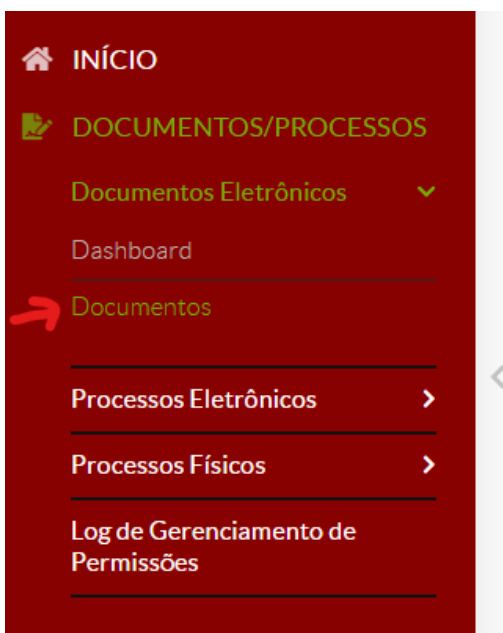 INÍCIO
DOCUMENTOS/PROCESSOS
Documentos Eletrônicos
Dashboard
Documentos
Processos Eletrônicos
Processos Físicos
Log de Gerenciamento de
Permissões